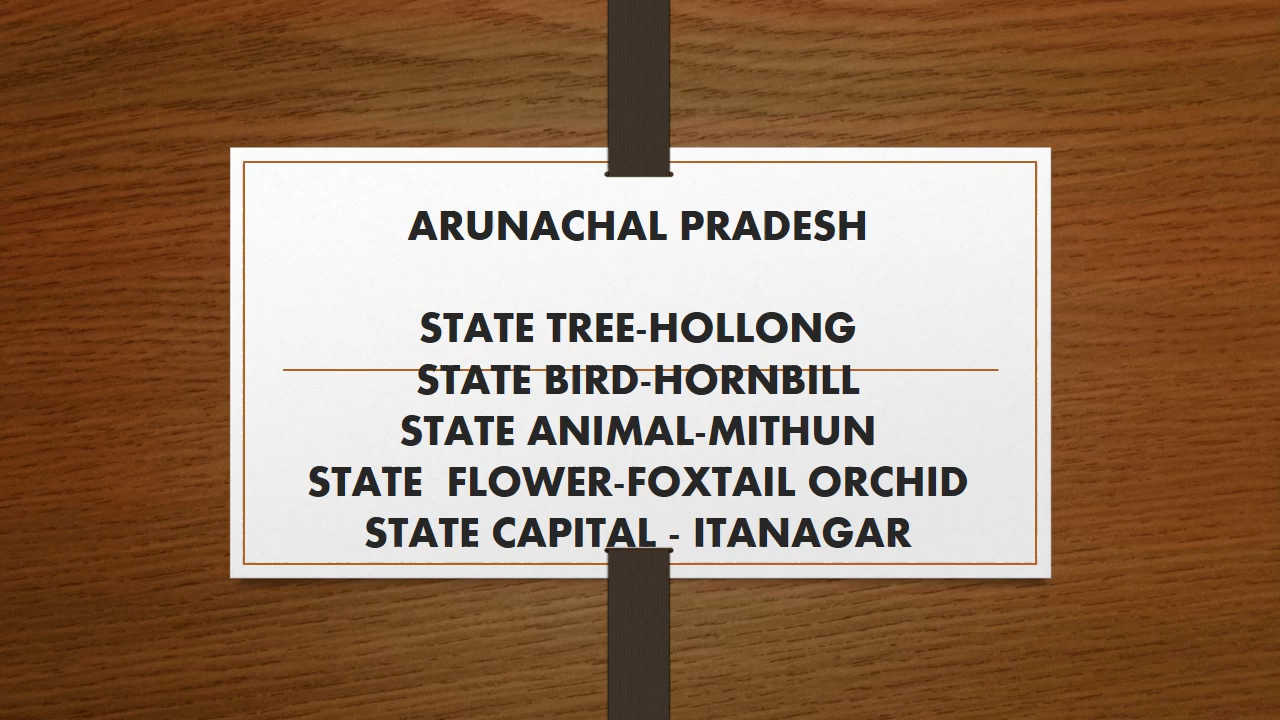 ARUNACHAL PRADESH
STATE TREE-HOLLONG
STATE BIRD-HORNBILL
STATE ANIMAL-MITHUN
STATE  FLOWER-FOXTAIL ORCHID
STATE CAPITAL - ITANAGAR